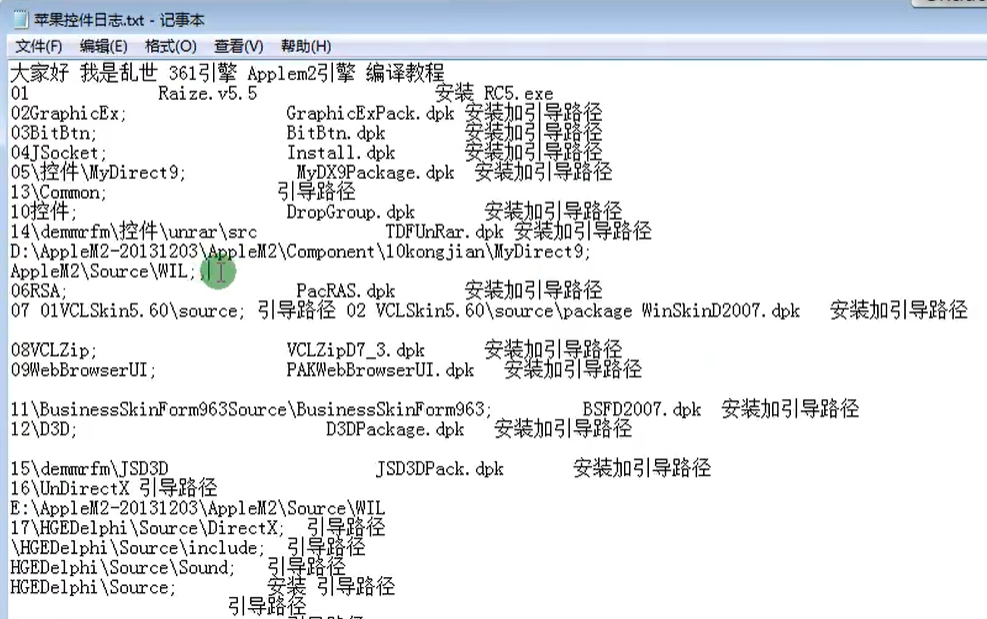 苹果控件日志.txt - 记事本
文件(F) 编辑(E) 格式(O) 查看(V) 帮助(H)
大家好 我是乱世 361引擎 Applem2引擎 编译教程
01 Raize.v5.5 安装 RC5.exe
02GraphicEx; GraphicExPack.dpk 安装加引导路径
03BitBtn; BitBtn.dpk 安装加引导路径
04JSocket; Install.dpk 安装加引导路径
05\控件\MyDirect9; MyDX9Package.dpk 安装加引导路径
13\Common; 引导路径
10控件; DropGroup.dpk 安装加引导路径
14\demmrfm\控件\unrar\src TDFUnRar.dpk 安装加引导路径
D:\AppleM2-20131203\AppleM2\Component\10kongjian\MyDirect9;
AppleM2\Source\WIL;
06RSA; PacRAS.dpk 安装加引导路径
07 01VCLSkin5.60\source; 引导路径 02 VCLSkin5.60\source\package WinSkinD2007.dpk 安装加引导路径
08VCLZip; VCLZipD7_3.dpk 安装加引导路径
09WebBrowserUI; PAKWebBrowserUI.dpk 安装加引导路径
11\BusinessSkinForm963Source\BusinessSkinForm963; BSFD2007.dpk 安装加引导路径
12\D3D; D3DPackage.dpk 安装加引导路径
15\demmrfm\JSD3D JSD3DPack.dpk 安装加引导路径
16\UnDirectX 引导路径
E:\AppleM2-20131203\AppleM2\Source\WIL
17\HGEDelphi\Source\DirectX; 引导路径
\HGEDelphi\Source\include; 引导路径
HGEDelphi\Source\Sound; 引导路径
HGEDelphi\Source; 安装 引导路径
引导路径